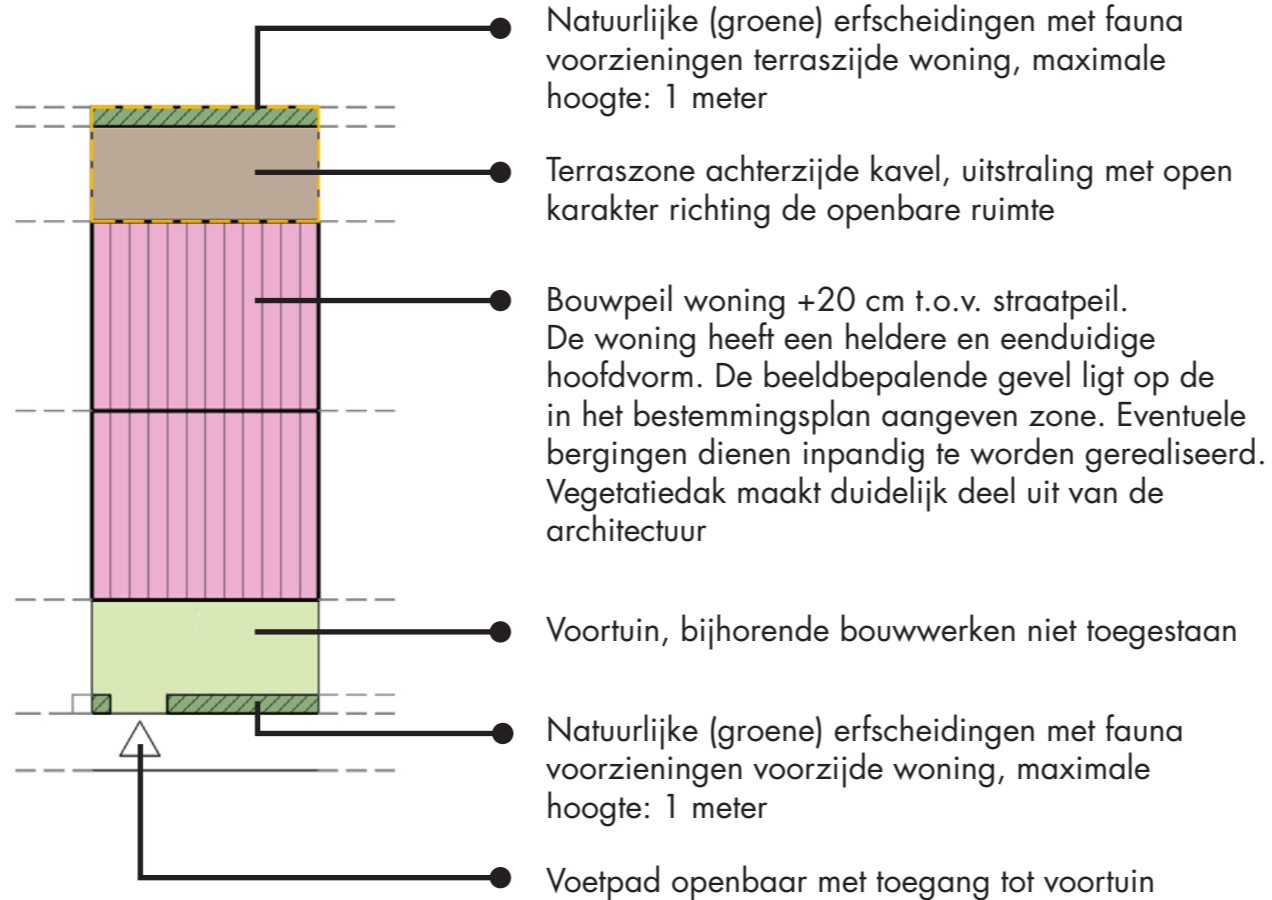 Natuurlijke (groene) erfscheidingen met fauna
voorzieningen terraszijde woning, maximale
hoogte: 1 meter
Terraszone achterzijde kavel, uitstraling met open
karakter richting de openbare ruimte
Bouwpeil woning +20 cm t.o.v. straatpeil.
De woning heeft een heldere en eenduidige
hoofdvorm. De beeldbepalende gevel ligt op de
in het bestemmingsplan aangeven zone. Eventuele
bergingen dienen inpandig te worden gerealiseerd.
Vegetatiedak maakt duidelijk deel uit van de
architectuur
Voortuin, bijhorende bouwwerken niet toegestaan
Natuurlijke (groene) erfscheidingen met fauna
voorzieningen voorzijde woning, maximale
hoogte: 1 meter
Voetpad openbaar met toegang tot voortuin